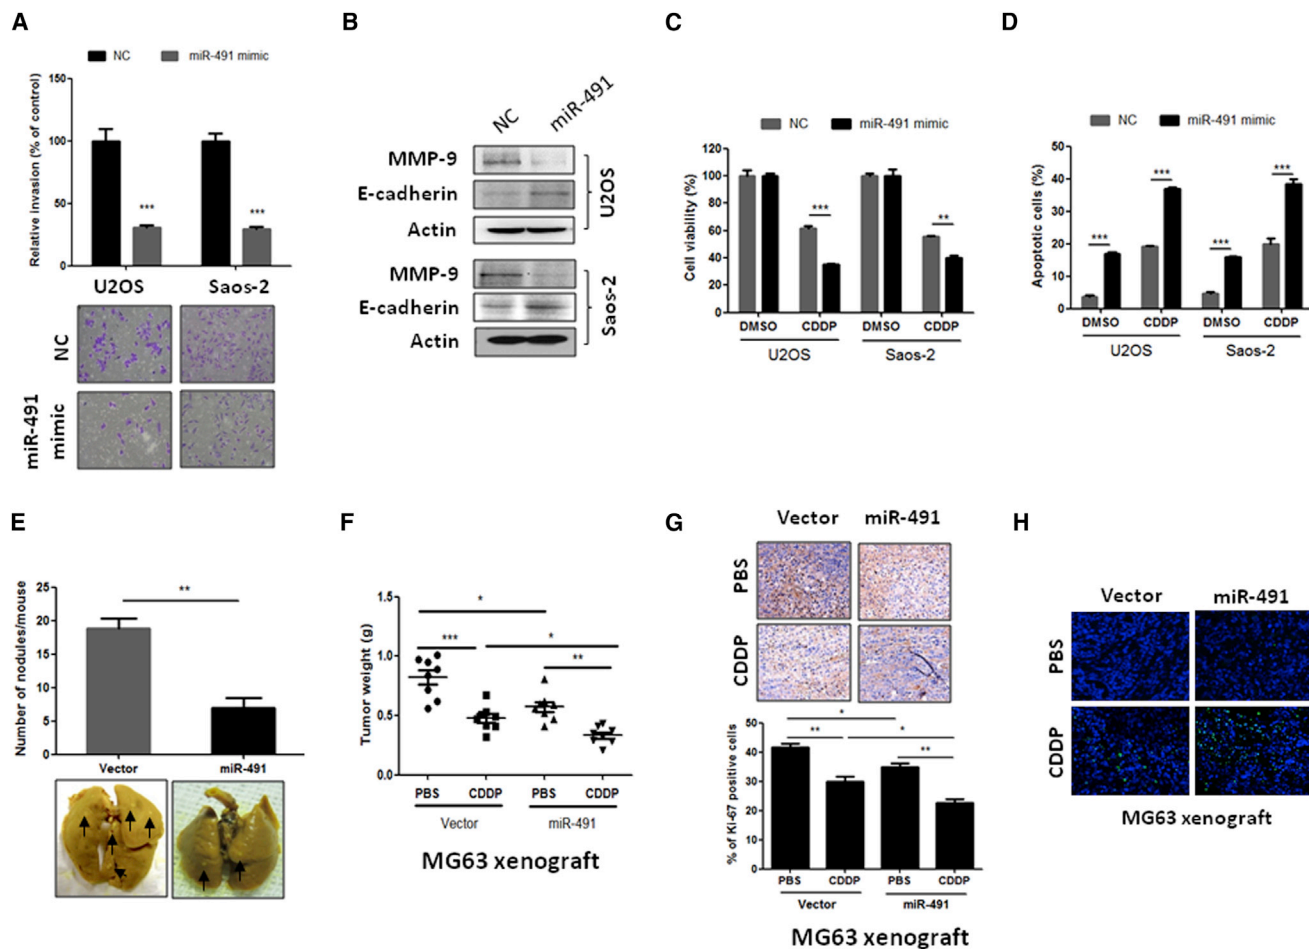 A
NC
miR-491 mimic
Relative invasion (% of control)
150
100
50
0
***
***
U2OS
Saos-2
NC
miR-491
mimic
B
NC
miR-491
MMP-9
E-cadherin
Actin
U2OS
MMP-9
E-cadherin
Actin
Saos-2
C
NC
miR-491 mimic
Cell viability (%)
120
100
80
60
40
20
0
***
**
DMSO
CDDP
DMSO
CDDP
U2OS
Saos-2
D
NC
miR-491 mimic
Apoptotic cells (%)
50
40
30
20
10
0
***
***
***
***
DMSO
CDDP
DMSO
CDDP
U2OS
Saos-2
E
Number of nodules/mouse
25
20
15
10
5
0
**
Vector
miR-491
F
Tumor weight (g)
1.5
1.0
0.5
0.0
*
***
*
**
PBS
CDDP
PBS
CDDP
Vector
miR-491
MG63 xenograft
G
Vector
miR-491
PBS
CDDP
% of Ki-67 positive cells
50
40
30
20
10
0
*
**
*
**
PBS
CDDP
PBS
CDDP
Vector
miR-491
MG63 xenograft
H
Vector
miR-491
PBS
CDDP
MG63 xenograft